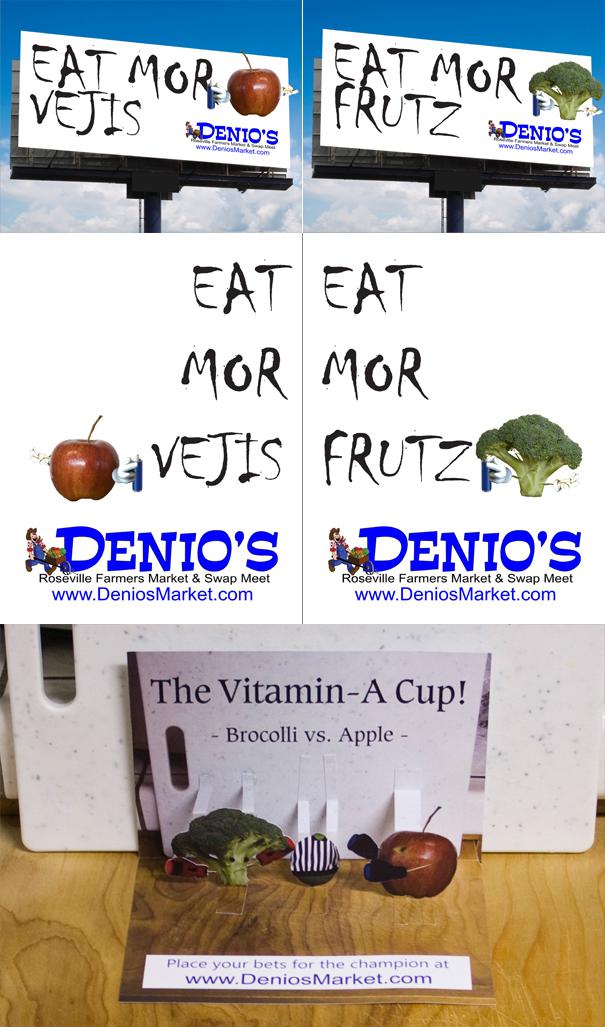 EAT MOR
VEJIS
DENIO'S
Roseville Farmers Market & Swap Meet
www.DeniosMarket.com
EAT MOR
FRUTZ
DENIO'S
Roseville Farmers Market & Swap Meet
www.DeniosMarket.com
EAT
MOR
VEJIS
DENIO'S
Roseville Farmers Market & Swap Meet
www.DeniosMarket.com
EAT
MOR
FRUTZ
DENIO'S
Roseville Farmers Market & Swap Meet
www.DeniosMarket.com
The Vitamin-A Cup!
- Brocolli vs. Apple -
Place your bets for the champion at
www.DeniosMarket.com